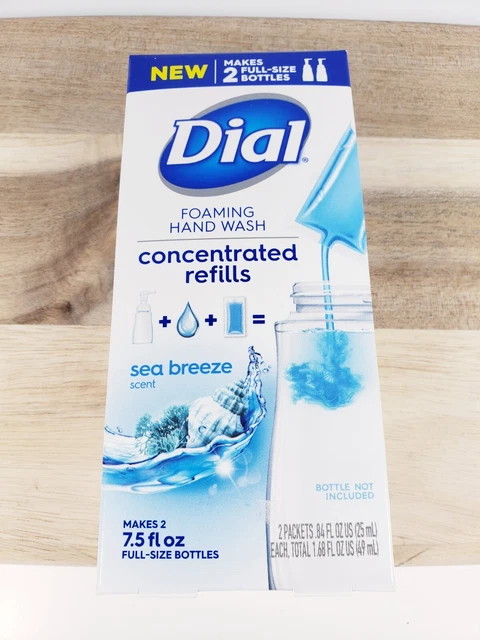 NEW
MAKES
2 FULL-SIZE
BOTTLES
Dial®
FOAMING
HAND WASH
concentrated
refills
+ + =
sea breeze
scent
BOTTLE NOT
INCLUDED
MAKES 2
7.5 fl oz
FULL-SIZE BOTTLES
2 PACKETS .84 FL OZ US (25 mL)
EACH, TOTAL 1.68 FL OZ US (49 mL)